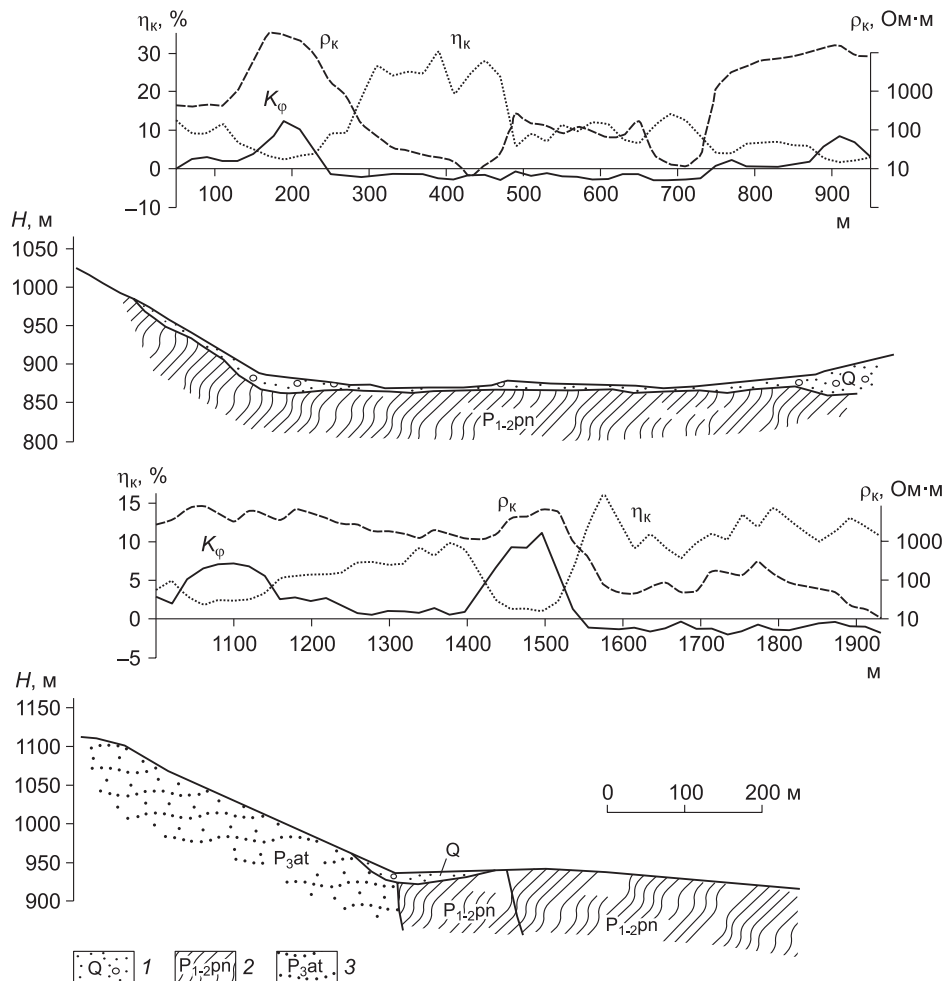 ηк, %
ρк, Ом·м
30
20
10
0
–10
1000
100
10
ρк
ηк
Kφ
100 200 300 400 500 600 700 800 900
м
H, м
1050
1000
950
900
850
800
Q
P1-2pn
ηк, %
ρк, Ом·м
15
10
5
0
–5
1000
100
10
ρк
ηк
Kφ
1100 1200 1300 1400 1500 1600 1700 1800 1900
м
H, м
1150
1100
1050
1000
950
900
0 100 200 м
P3at
Q
P1-2pn
P1-2pn
Q 1 P1-2pn 2 P3at 3